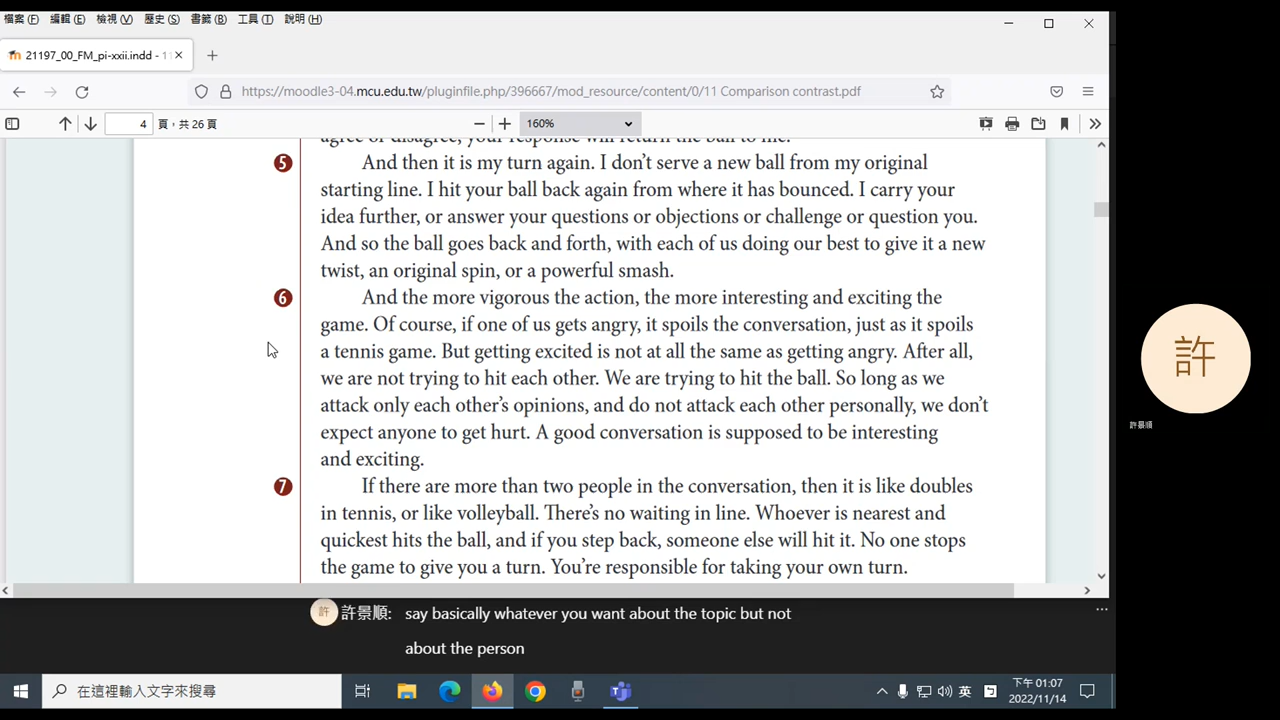 檔案 (F) 編輯 (E) 檢視 (V) 歷史 (S) 書籤 (B) 工具 (T) 說明 (H)
21197_00_FM_pi-xxii.indd - 11
https://moodle3-04.mcu.edu.tw/pluginfile.php/396667/mod_resource/content/0/11 Comparison contrast.pdf
4 頁，共 26 頁 160%
agree or disagree, your response will return the ball to me.
5 And then it is my turn again. I don't serve a new ball from my original
starting line. I hit your ball back again from where it has bounced. I carry your
idea further, or answer your questions or objections or challenge or question you.
And so the ball goes back and forth, with each of us doing our best to give it a new
twist, an original spin, or a powerful smash.
6 And the more vigorous the action, the more interesting and exciting the
game. Of course, if one of us gets angry, it spoils the conversation, just as it spoils
a tennis game. But getting excited is not at all the same as getting angry. After all,
we are not trying to hit each other. We are trying to hit the ball. So long as we
attack only each other's opinions, and do not attack each other personally, we don't
expect anyone to get hurt. A good conversation is supposed to be interesting
and exciting.
7 If there are more than two people in the conversation, then it is like doubles
in tennis, or like volleyball. There's no waiting in line. Whoever is nearest and
quickest hits the ball, and if you step back, someone else will hit it. No one stops
the game to give you a turn. You're responsible for taking your own turn.
許
許景順
許 許景順: say basically whatever you want about the topic but not
about the person
在這裡輸入文字來搜尋
英
下午 01:07
2022/11/14